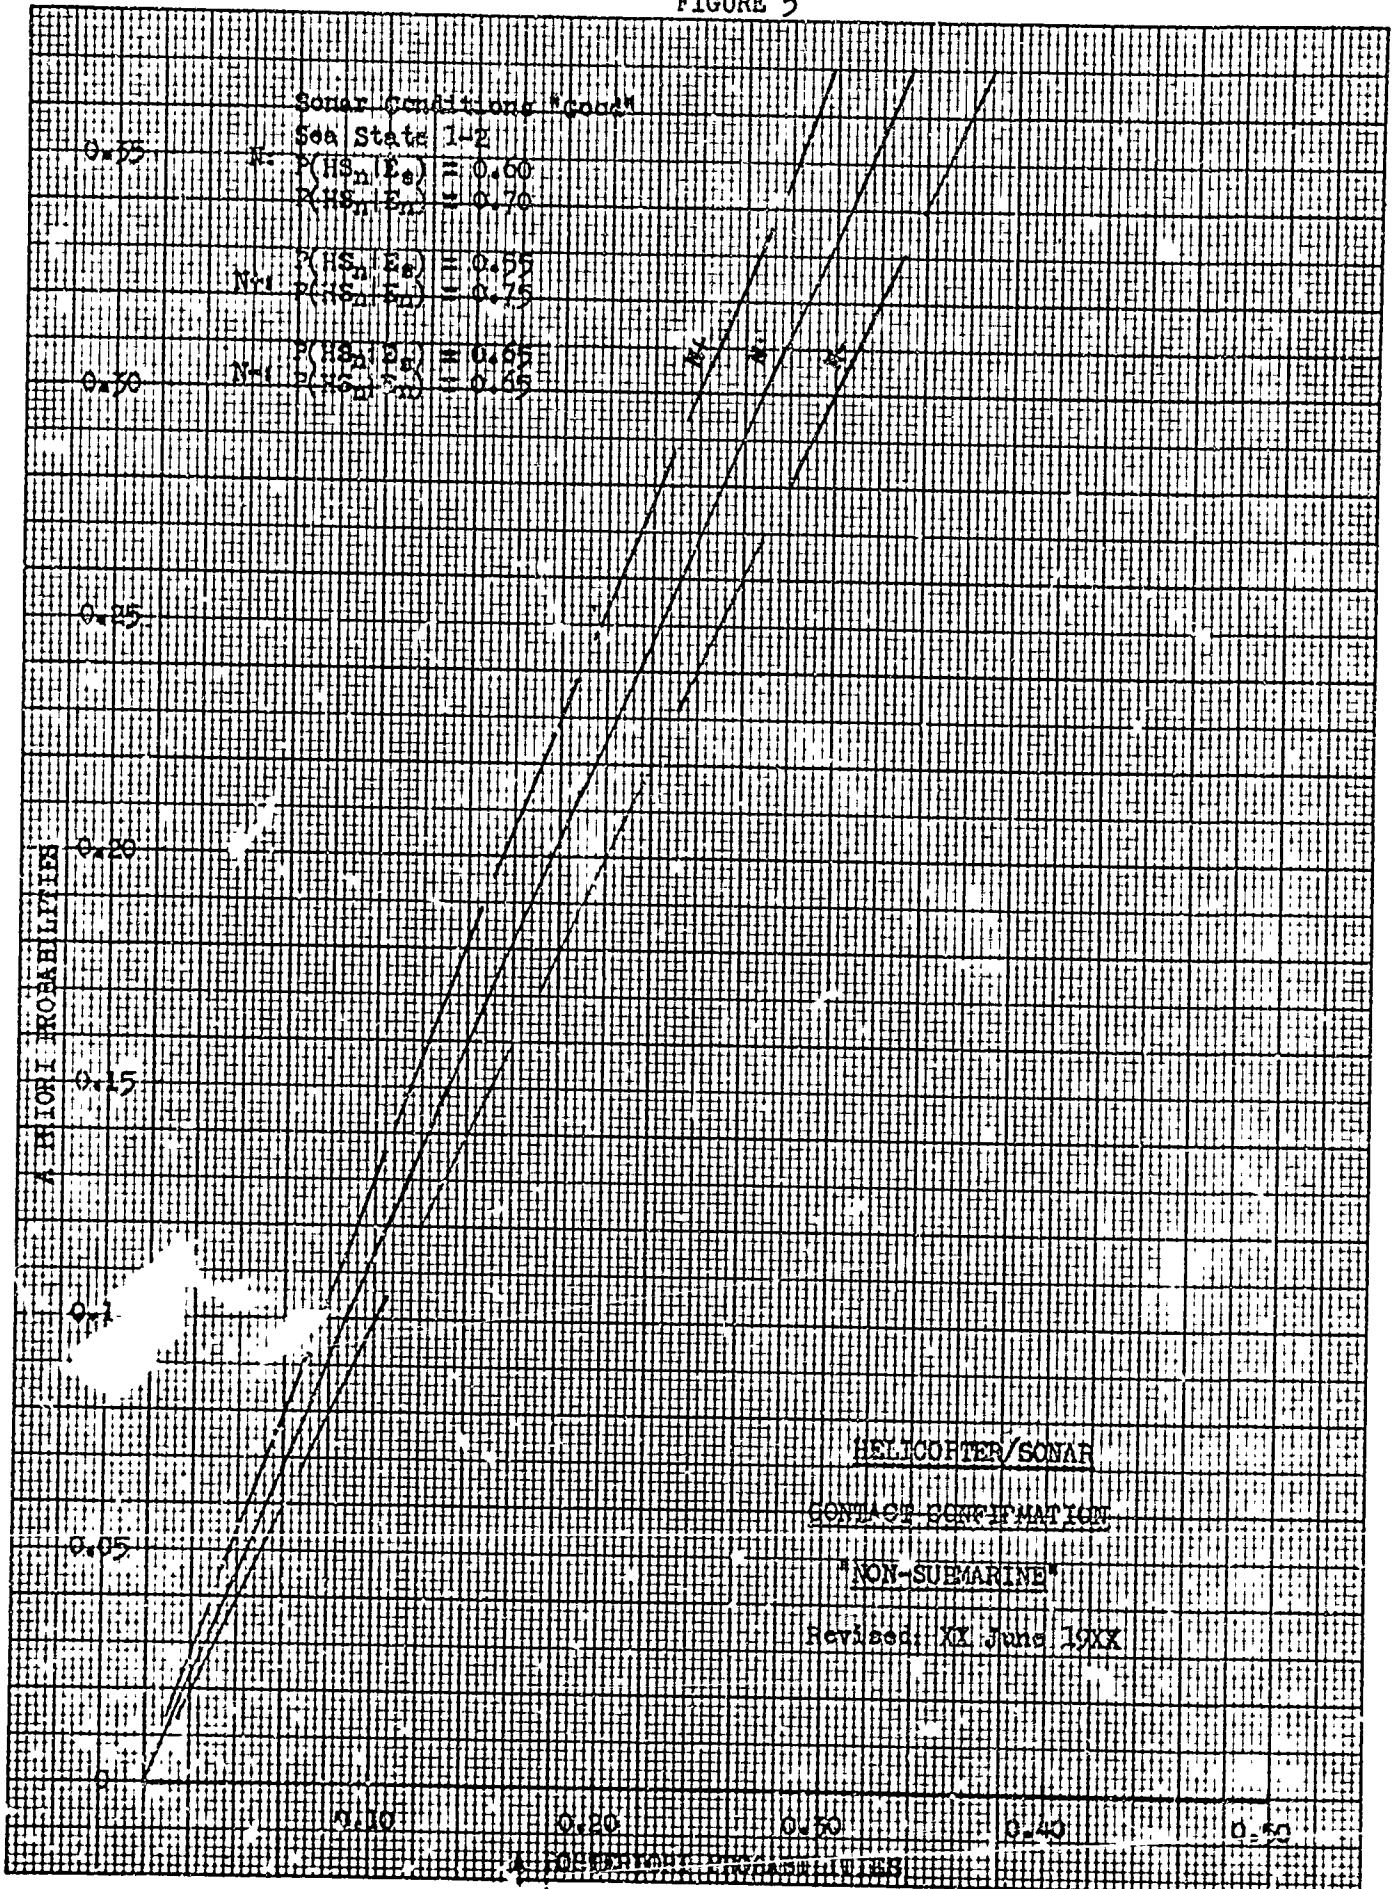 FIGURE 5
Sonar Conditions "Good"
Sea State 1-2
N: P(HSn|Es) = 0.60
P(HSn|En) = 0.70
N+: P(HSn|Es) = 0.55
P(HSn|En) = 0.75
N-: P(HSn|Es) = 0.65
P(HSn|En) = 0.65
N+ N: N-
0.35
0.30
0.25
0.20
0.15
0.1
0.05
0
A PRIORI PROBABILITIES
HELICOPTER/SONAR
CONTACT CONFIRMATION
"NON-SUBMARINE"
Revised: XX June 19XX
0.10 0.20 0.30 0.40 0.50
A POSTERIORI PROBABILITIES